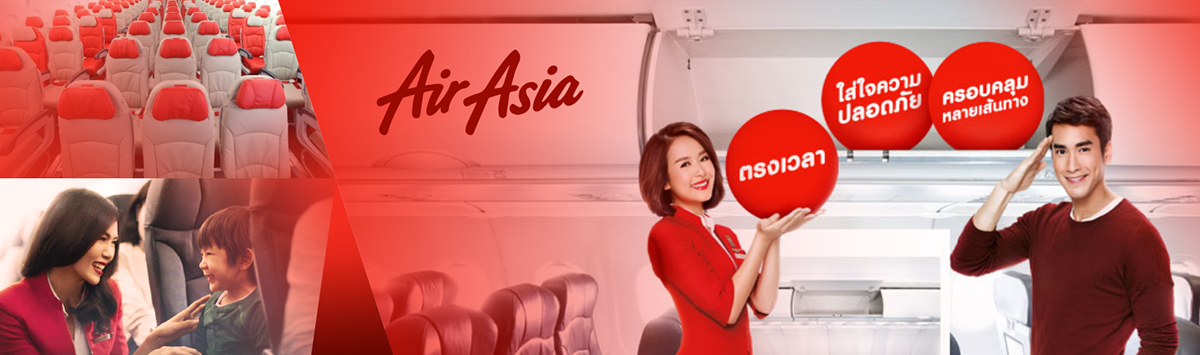 Air Asia
ใส่ใจความ
ปลอดภัย
ครอบคลุม
หลายเส้นทาง
ตรงเวลา